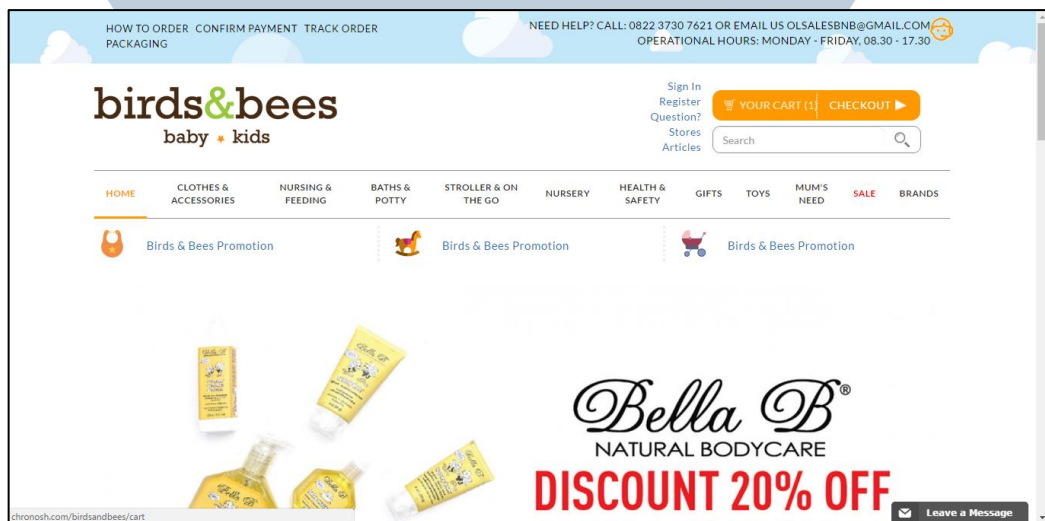 HOW TO ORDER CONFIRM PAYMENT TRACK ORDER
PACKAGING
NEED HELP? CALL: 0822 3730 7621 OR EMAIL US OLSALESBNB@GMAIL.COM
OPERATIONAL HOURS: MONDAY - FRIDAY, 08.30 - 17.30
birds&bees
baby kids
Sign In
Register
Question?
Stores
Articles
YOUR CART (1) CHECKOUT
Search
HOME
CLOTHES &
ACCESSORIES
NURSING &
FEEDING
BATHS &
POTTY
STROLLER & ON
THE GO
NURSERY
HEALTH &
SAFETY
GIFTS
TOYS
MUM'S
NEED
SALE
BRANDS
Birds & Bees Promotion
Birds & Bees Promotion
Birds & Bees Promotion
Bella B
Bella B
Bella B
Bella B
Bella B®
NATURAL BODYCARE
DISCOUNT 20% OFF
chronosh.com/birdsandbees/cart
Leave a Message